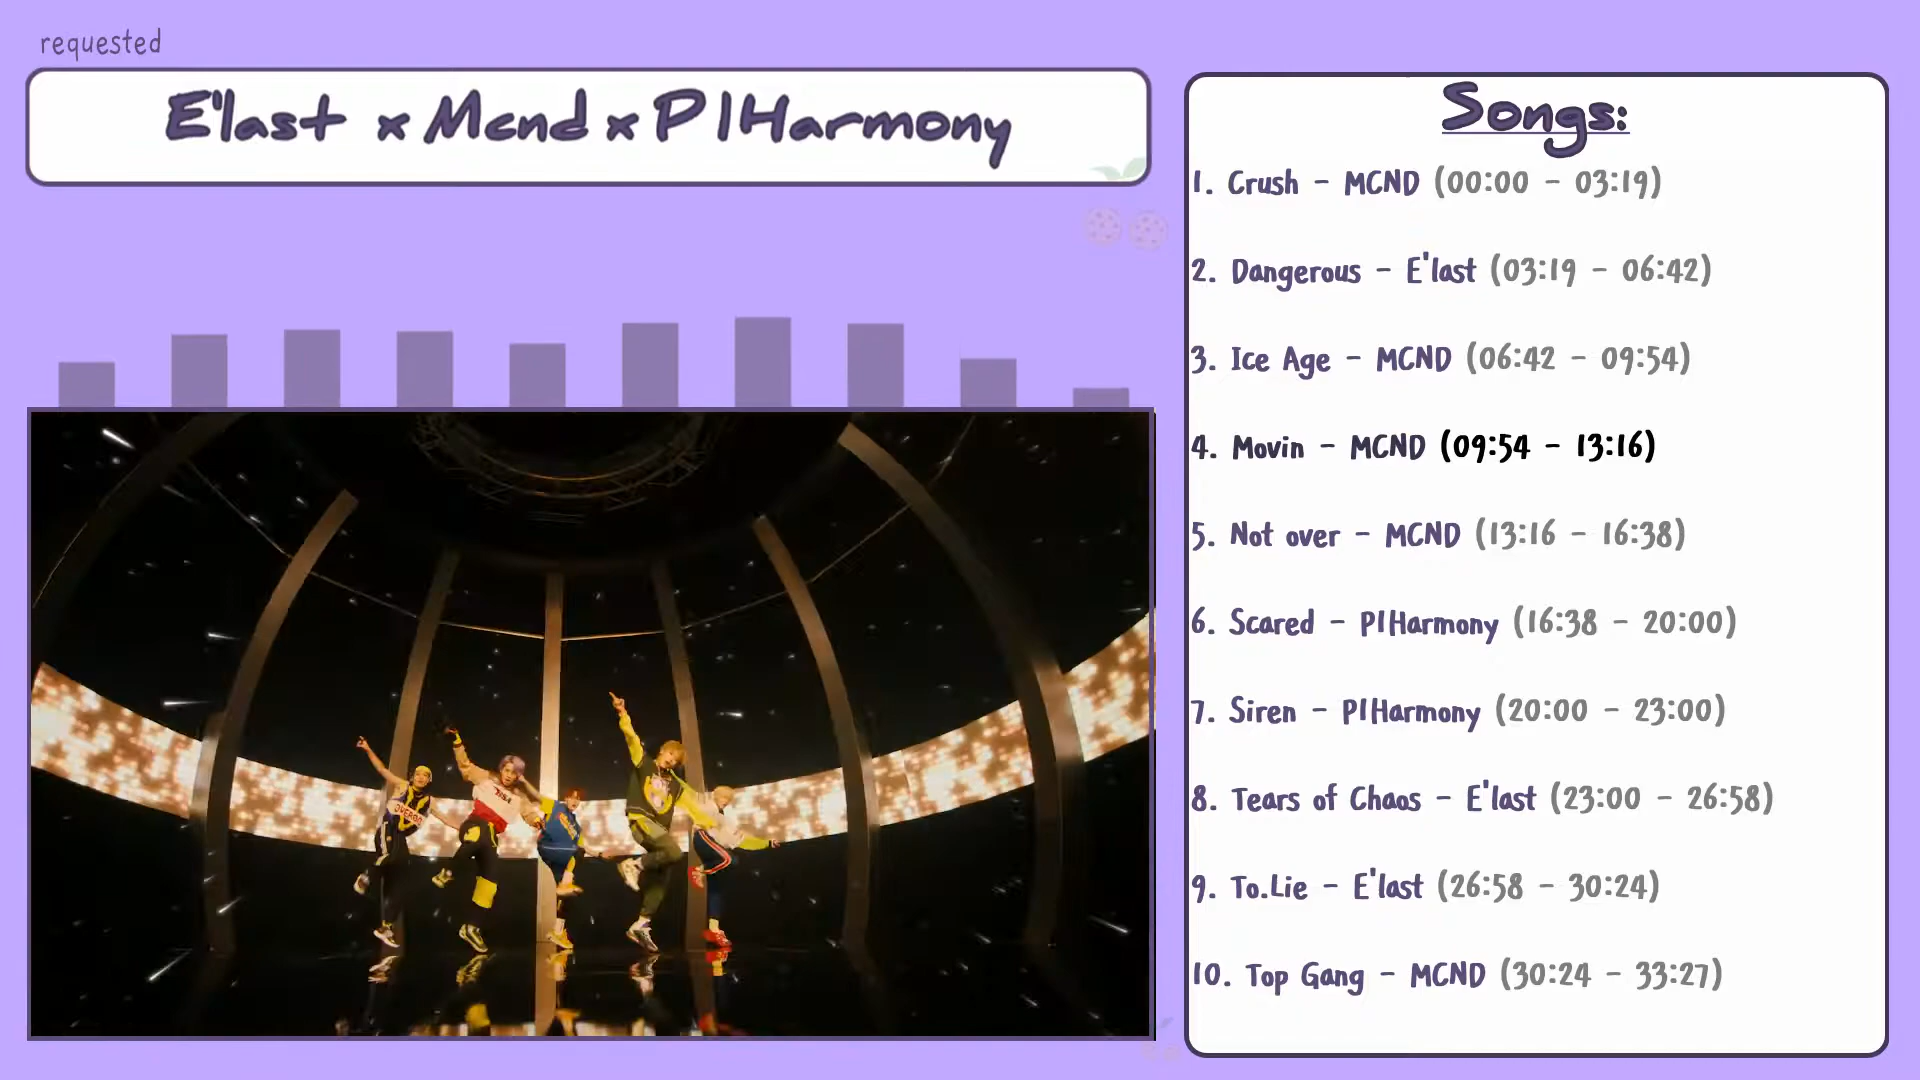 requested
E'last x Mcnd x P1Harmony
Songs:
1. Crush - MCND (00:00 - 03:19)
2. Dangerous - E'last (03:19 - 06:42)
3. Ice Age - MCND (06:42 - 09:54)
4. Movin - MCND (09:54 - 13:16)
5. Not over - MCND (13:16 - 16:38)
6. Scared - P1Harmony (16:38 - 20:00)
7. Siren - P1Harmony (20:00 - 23:00)
8. Tears of Chaos - E'last (23:00 - 26:58)
9. To.Lie - E'last (26:58 - 30:24)
10. Top Gang - MCND (30:24 - 33:27)